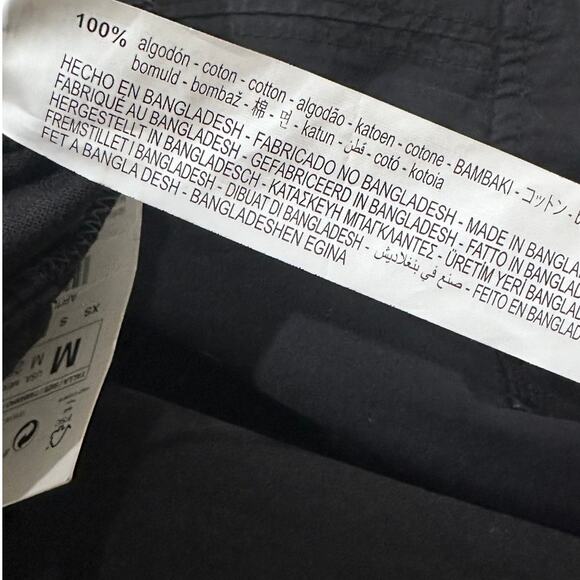 100% algodón - coton - cotton - algodão - katoen - cotone - BAMBAKI - コットン -
bomuld - bombaž - 棉 - 면 - katun - قطن - cotó - kotoia
HECHO EN BANGLADESH - FABRICADO NO BANGLADESH - MADE IN BANGLA
FABRIQUÉ AU BANGLADESH - GEFABRICEERD IN BANGLADESH - FATTO IN BANGLA
HERGESTELLT IN BANGLADESCH - ΚΑΤΑΣΚΕΥΗ ΜΠΑΓΚΛΑΝΤΕΣ - ÜRETİM YERİ BANGLAD
FREMSTILLET I BANGLADESH - DIBUAT DI BANGLADESH - صنع في بنغلاديش - FEITO EN BANGLAD
FET A BANGLA DESH - BANGLADESHEN EGINA
XS
S
M
M
USA